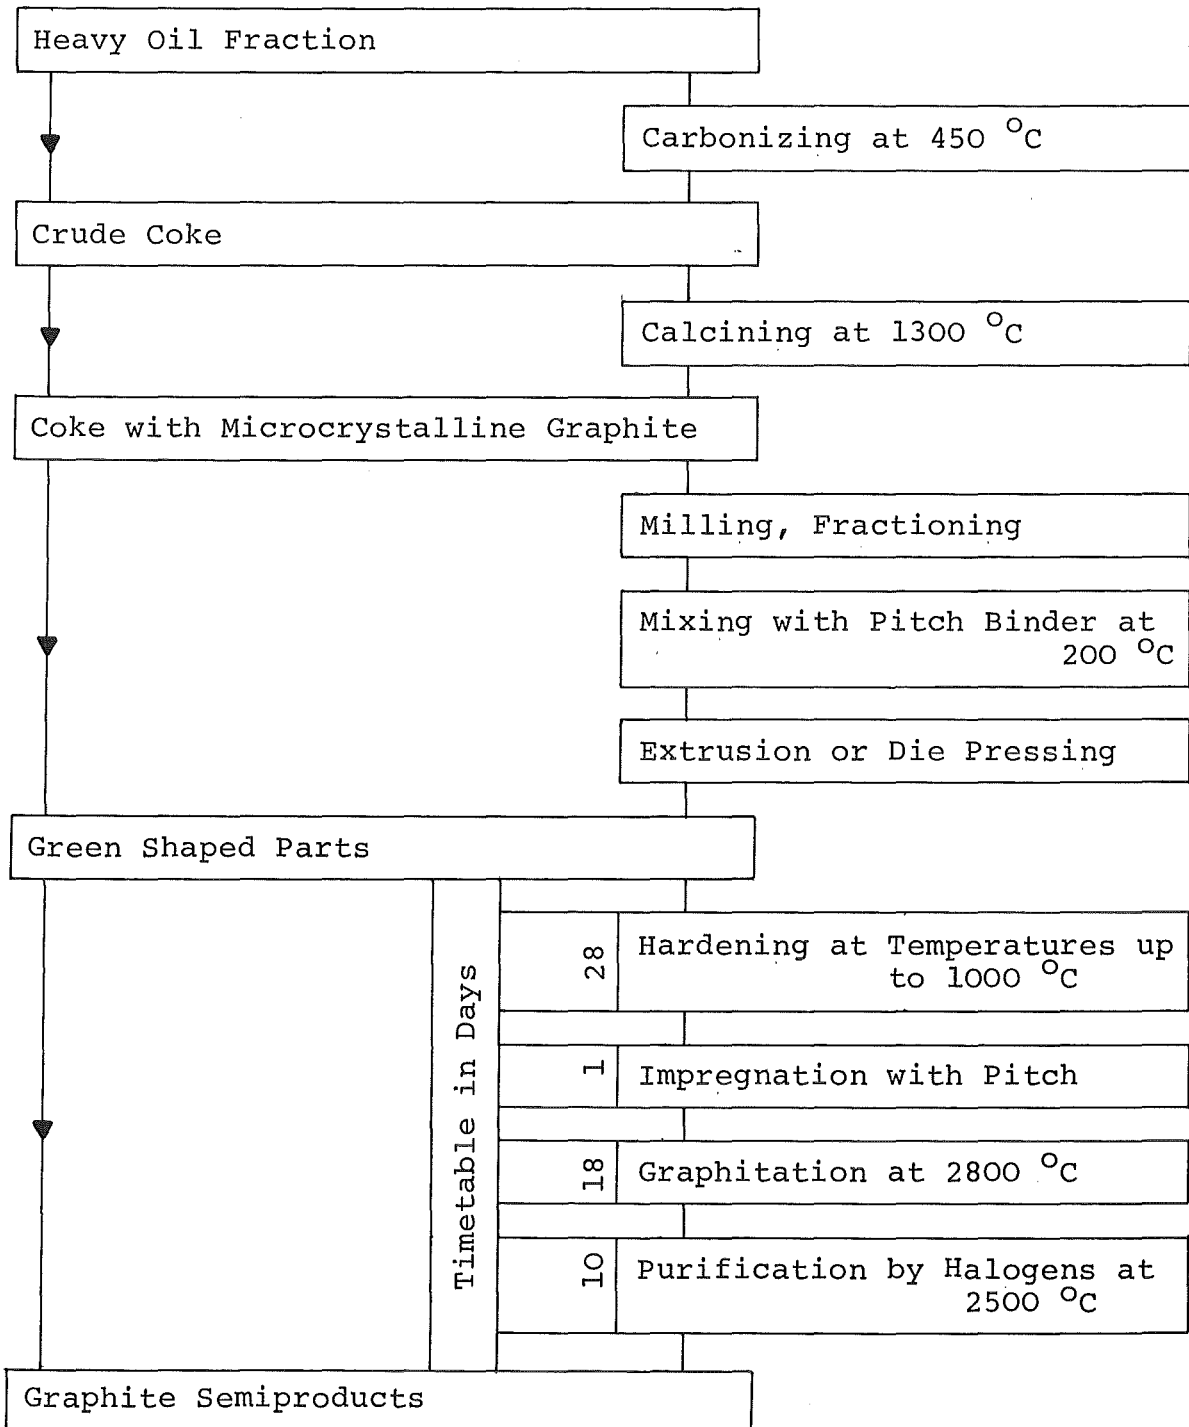 Heavy Oil Fraction
Carbonizing at 450 °C
Crude Coke
Calcining at 1300 °C
Coke with Microcrystalline Graphite
Milling, Fractioning
Mixing with Pitch Binder at
200 °C
Extrusion or Die Pressing
Green Shaped Parts
Timetable in Days
28
Hardening at Temperatures up
to 1000 °C
1
Impregnation with Pitch
18
Graphitation at 2800 °C
10
Purification by Halogens at
2500 °C
Graphite Semiproducts